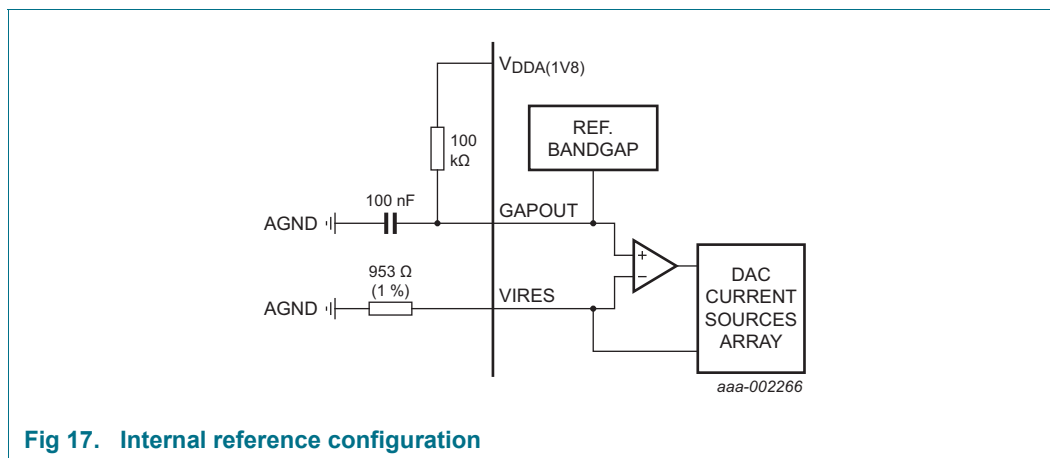 VDDA(1V8)
100
kΩ
REF.
BANDGAP
100 nF
AGND
GAPOUT
+
−
953 Ω
(1 %)
AGND
VIRES
DAC
CURRENT
SOURCES
ARRAY
aaa-002266
Fig 17. Internal reference configuration